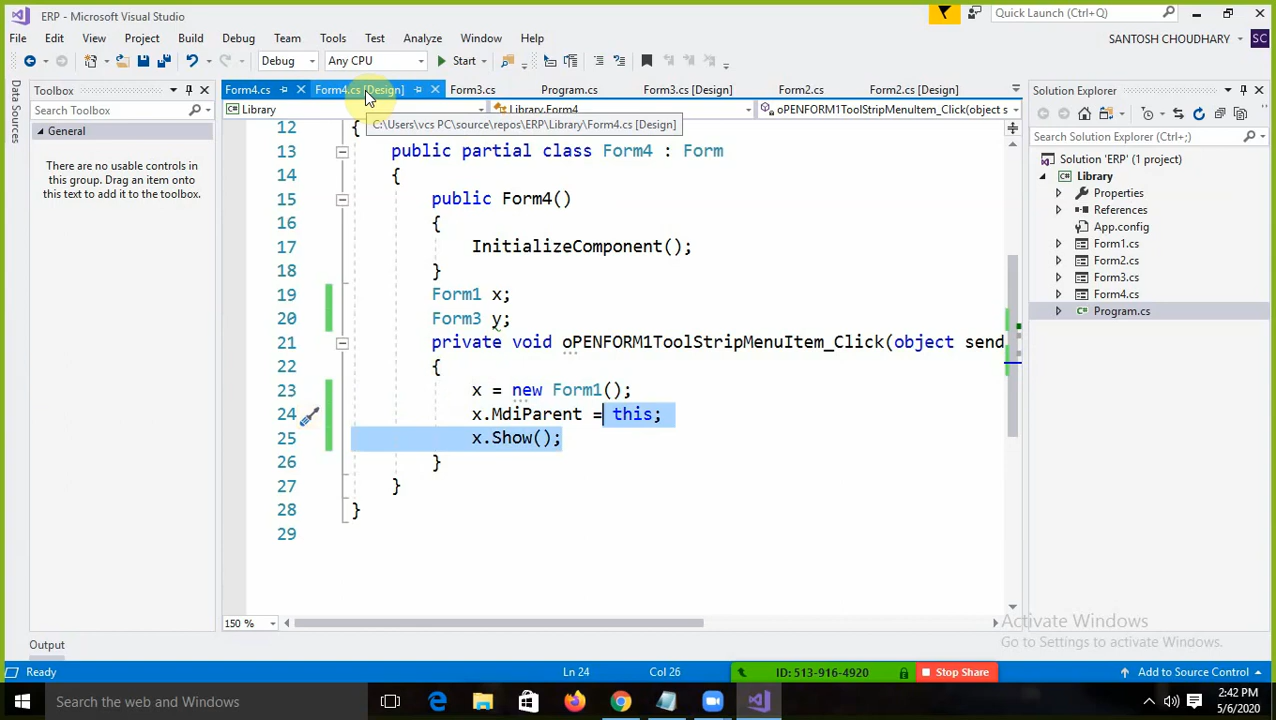 ERP - Microsoft Visual Studio
Quick Launch (Ctrl+Q)
File Edit View Project Build Debug Team Tools Test Analyze Window Help
SANTOSH CHOUDHARY SC
Debug Any CPU Start
Data Sources
Toolbox
Search Toolbox
General
There are no usable controls in
this group. Drag an item onto
this text to add it to the toolbox.
Form4.cs Form4.cs [Design] Form3.cs Program.cs Form3.cs [Design] Form2.cs Form2.cs [Design]
Library Library.Form4 oPENFORM1ToolStripMenuItem_Click(object s
C:\Users\vcs PC\source\repos\ERP\Library\Form4.cs [Design]
12 {
13 public partial class Form4 : Form
14 {
15 public Form4()
16 {
17 InitializeComponent();
18 }
19 Form1 x;
20 Form3 y;
21 private void oPENFORM1ToolStripMenuItem_Click(object send
22 {
23 x = new Form1();
24 x.MdiParent = this;
25 x.Show();
26 }
27 }
28 }
29
150 %
Solution Explorer
Search Solution Explorer (Ctrl+;)
Solution 'ERP' (1 project)
Library
Properties
References
App.config
Form1.cs
Form2.cs
Form3.cs
Form4.cs
Program.cs
Activate Windows
Go to Settings to activate Windows.
Output
Ready Ln 24 Col 26 ID: 513-916-4920 Stop Share Add to Source Control
Search the web and Windows
2:42 PM
5/6/2020